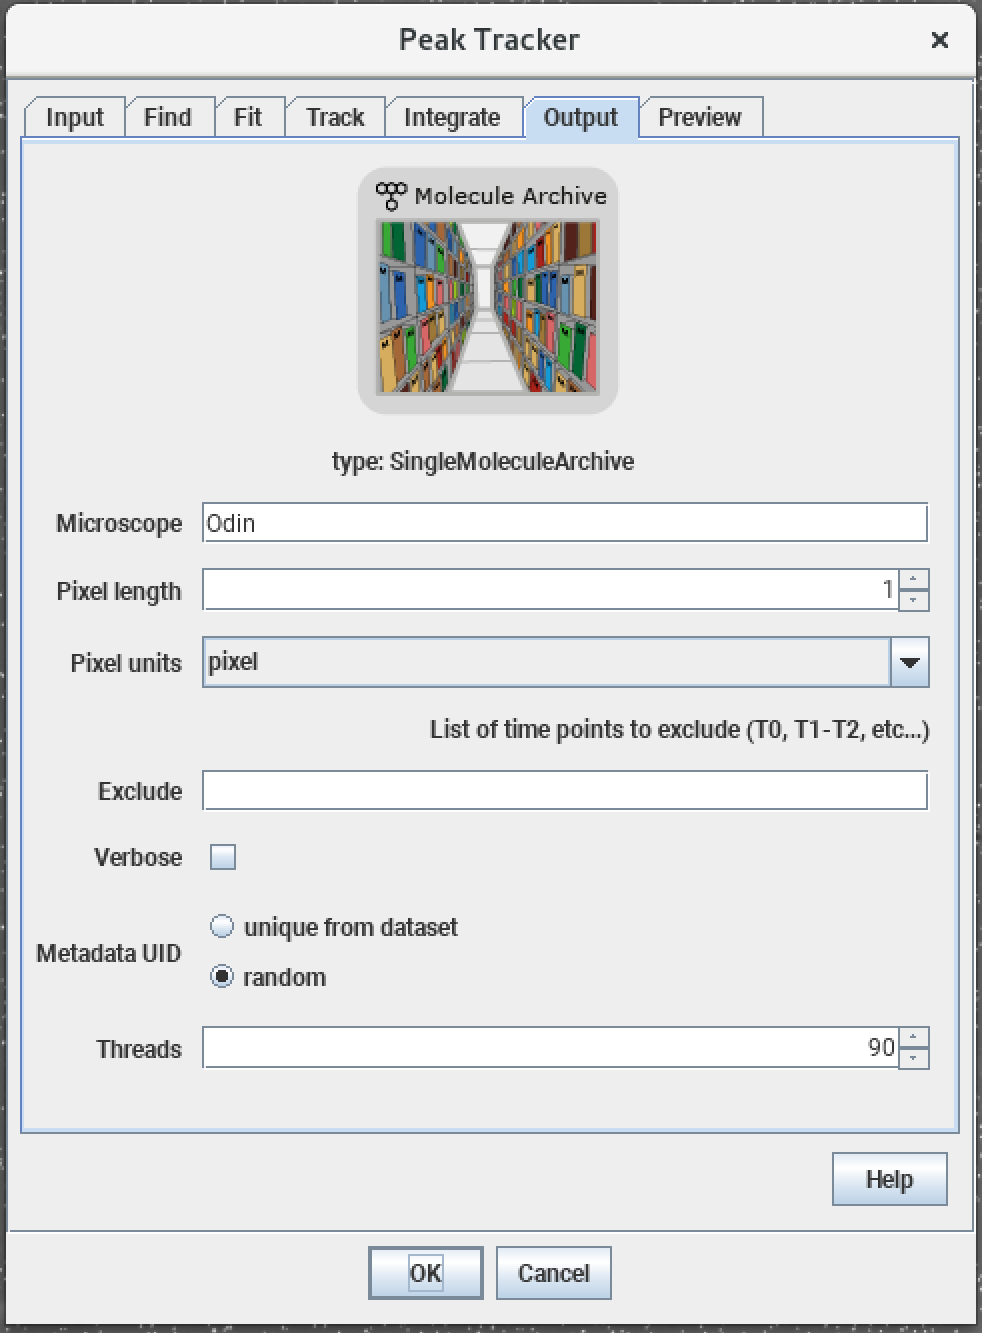 Peak Tracker
Input Find Fit Track Integrate Output Preview
Molecule Archive
type: SingleMoleculeArchive
Microscope Odin
Pixel length 1
Pixel units pixel
List of time points to exclude (T0, T1-T2, etc...)
Exclude
Verbose
unique from dataset
Metadada UID
random
Threads 90
Help
OK Cancel